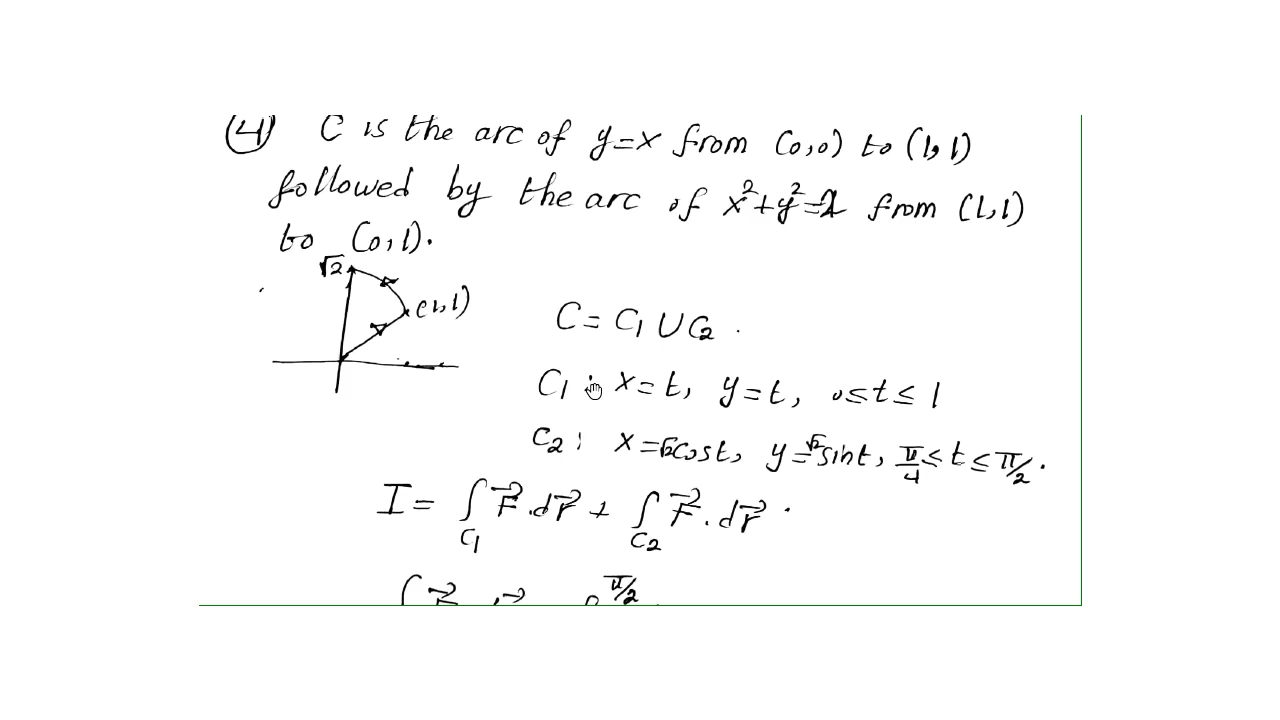 (4) C is the arc of y=x from (0,0) to (1,1)
followed by the arc of x²+y²=2 from (1,1)
to (0,1).
√2
(1,1)
C = C₁ ∪ C₂ .
C₁ : x=t, y=t, 0≤t≤1
C₂ : x=√2cost, y=√2sint, π/4≤t≤π/2.
I = ∫C₁ F⃗.dr⃗ + ∫C₂ F⃗.dr⃗ .
π/2